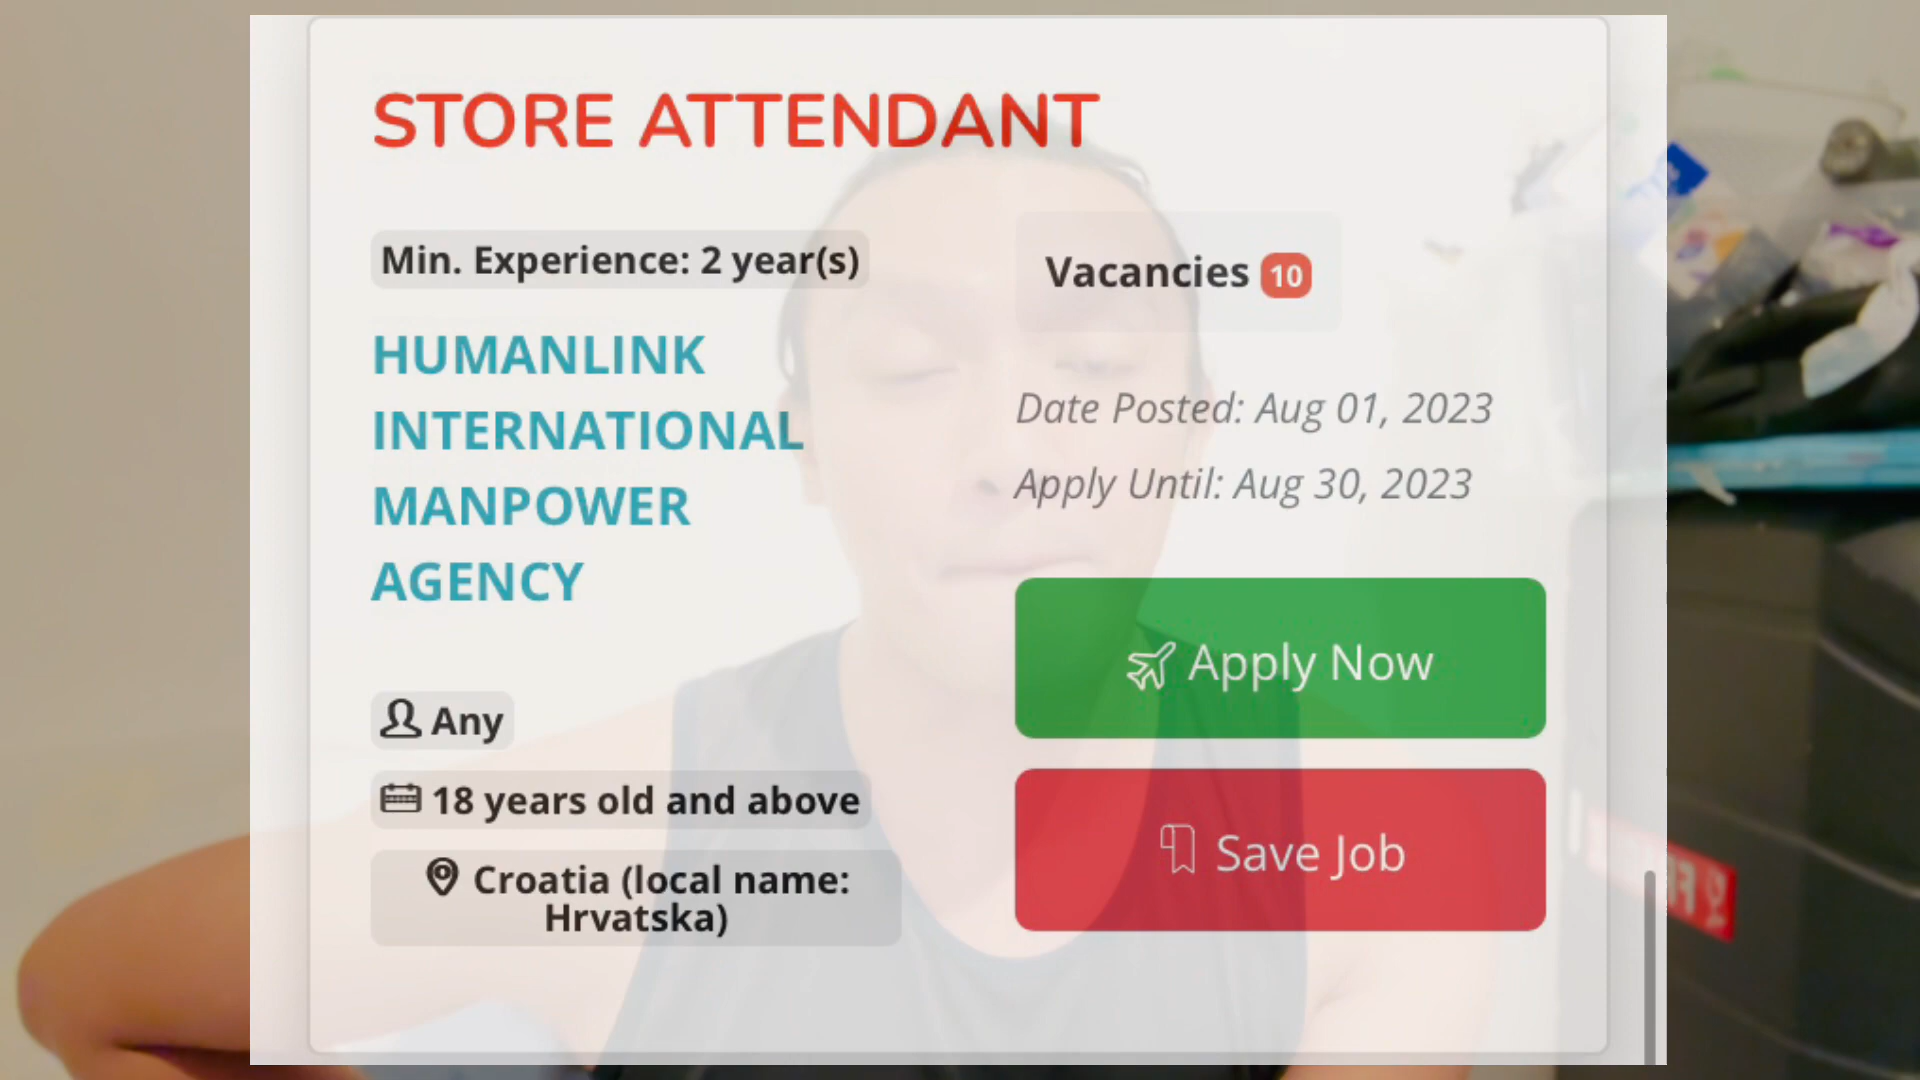 STORE ATTENDANT
Min. Experience: 2 year(s)
HUMANLINK
INTERNATIONAL
MANPOWER
AGENCY
Any
18 years old and above
Croatia (local name:
Hrvatska)
Vacancies 10
Date Posted: Aug 01, 2023
Apply Until: Aug 30, 2023
Apply Now
Save Job